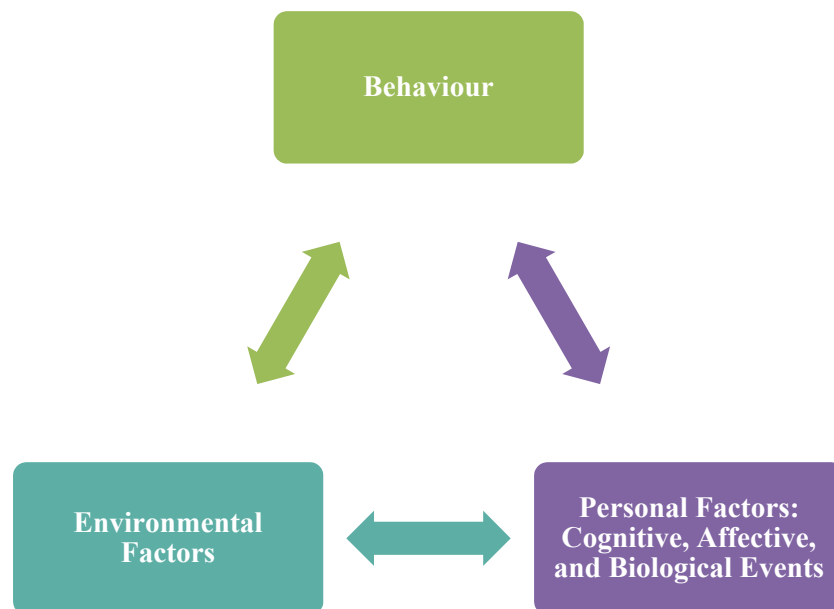 Behaviour
Environmental
Factors
Personal Factors:
Cognitive, Affective,
and Biological Events